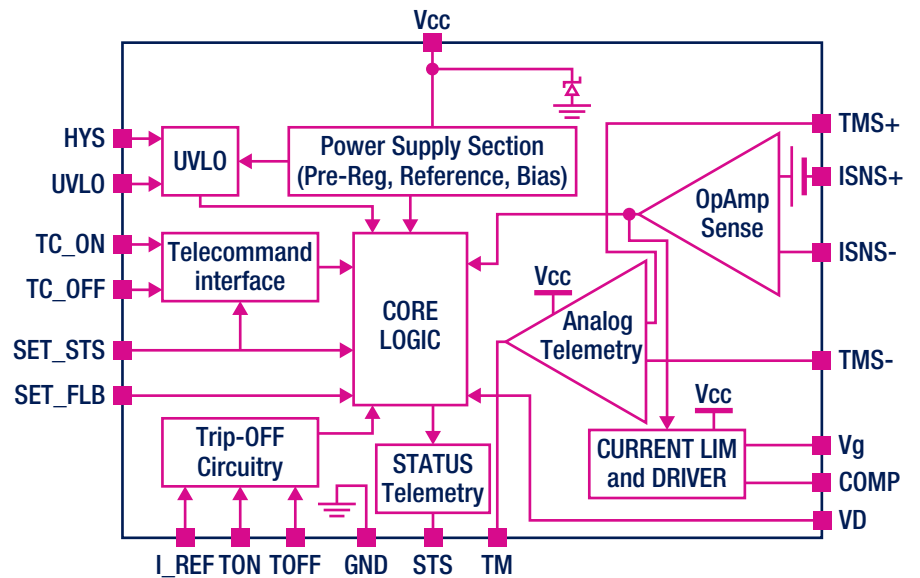 Vcc
HYS
UVLO
TC_ON
TC_OFF
SET_STS
SET_FLB
UVLO
Power Supply Section
(Pre-Reg, Reference, Bias)
Telecommand
interface
CORE
LOGIC
Trip-OFF
Circuitry
STATUS
Telemetry
OpAmp
Sense
Vcc
Analog
Telemetry
Vcc
CURRENT LIM
and DRIVER
TMS+
ISNS+
ISNS-
TMS-
Vg
COMP
VD
I_REF
TON
TOFF
GND
STS
TM